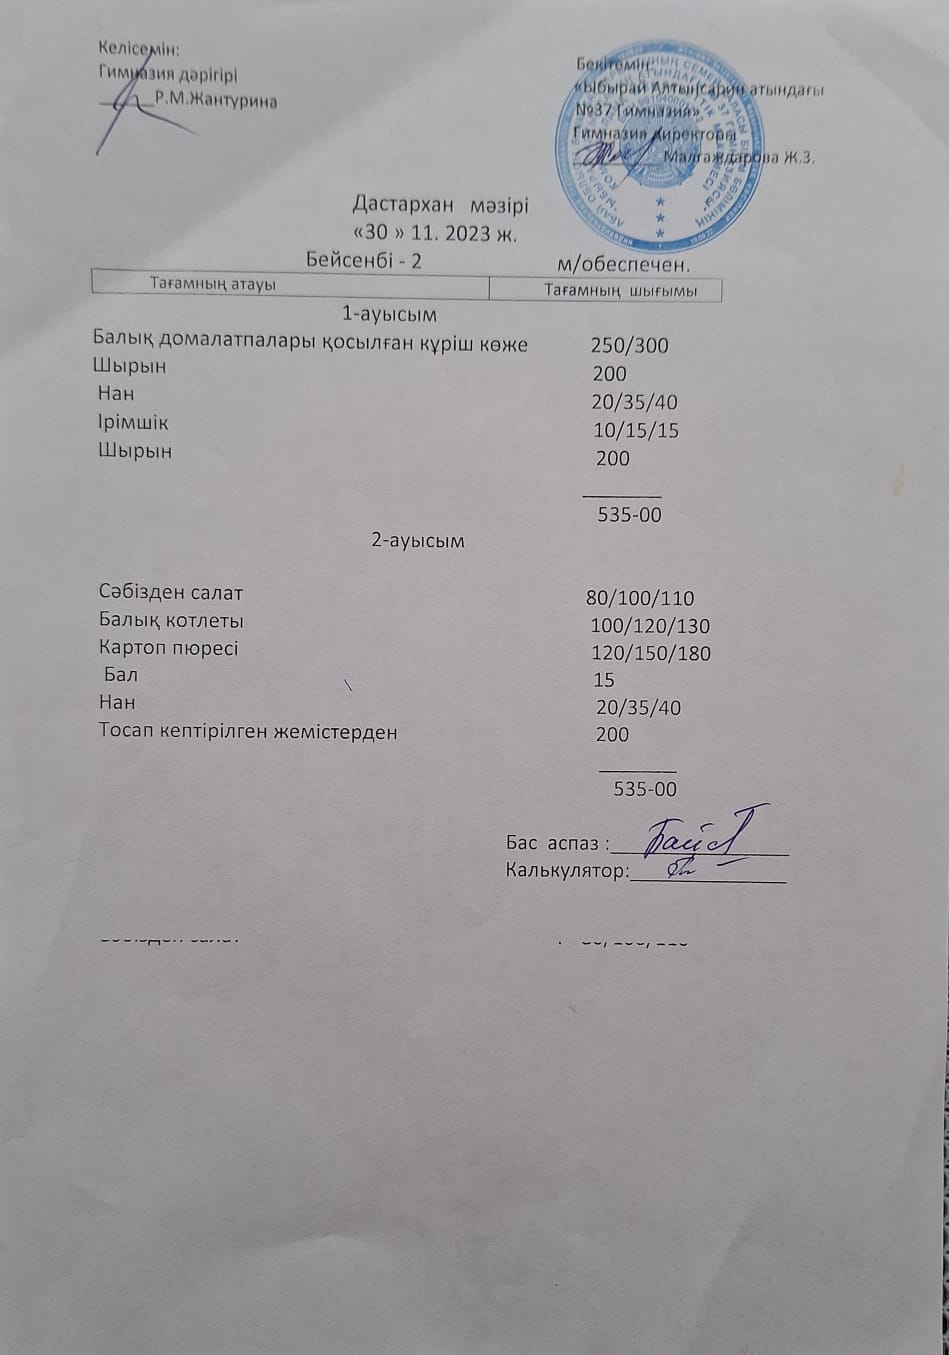 Келісемін:
Гимназия дәрігірі
_____Р.М.Жантурина
Бекітемін
«Ыбырай Алтынсарин атындағы
№37 Гимназия»
Гимназия директоры
Малгаждарова Ж.З.
Дастархан мәзірі
«30 » 11. 2023 ж.
Бейсенбі - 2 м/обеспечен.
Тағамның атауы Тағамның шығымы
1-ауысым
Балық домалатпалары қосылған күріш көже 250/300
Шырын 200
Нан 20/35/40
Ірімшік 10/15/15
Шырын 200
535-00
2-ауысым
Сәбізден салат 80/100/110
Балық котлеты 100/120/130
Картоп пюресі 120/150/180
Бал 15
Нан 20/35/40
Тосап кептірілген жемістерден 200
535-00
Бас аспаз :
Калькулятор: